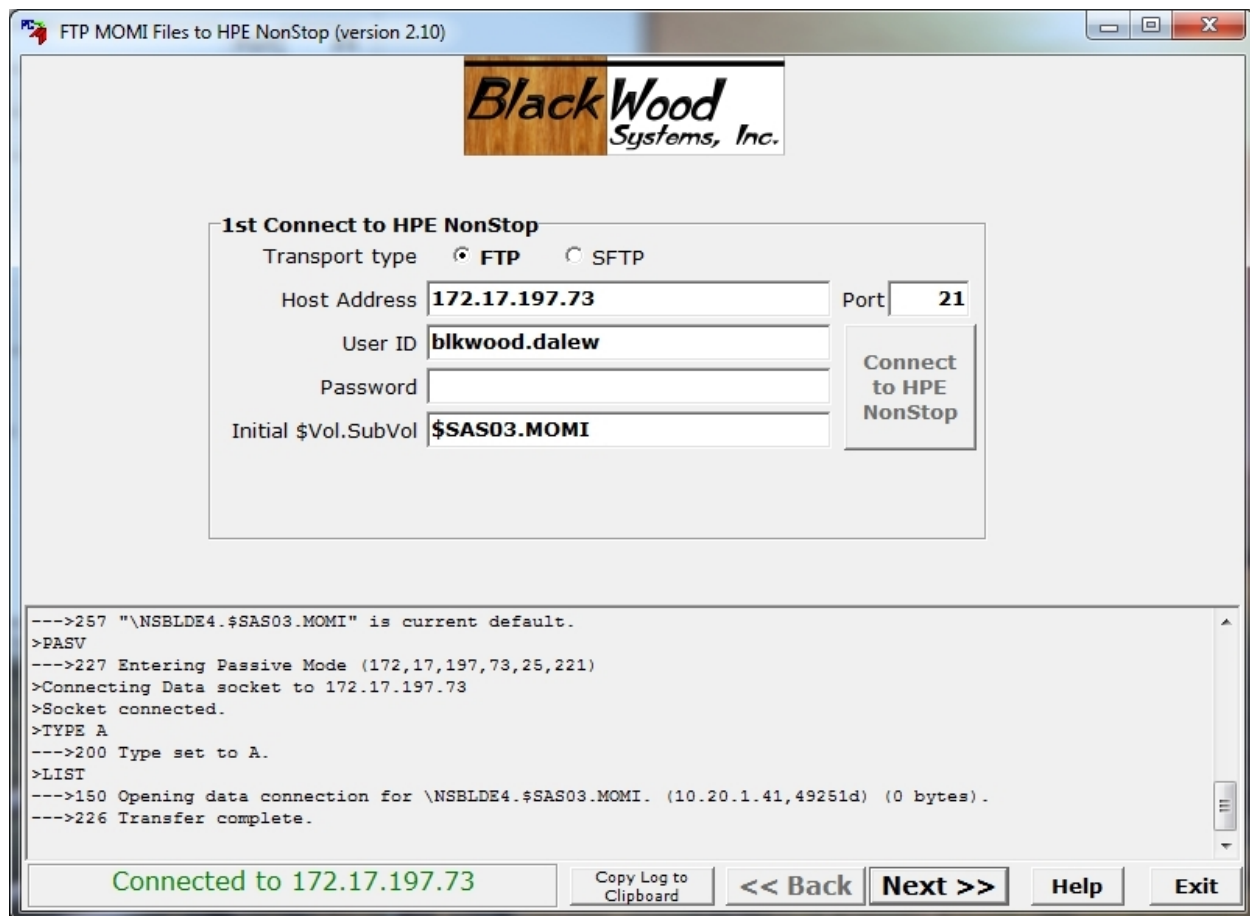 FTP MOMI Files to HPE NonStop (version 2.10)
BlackWood
Systems, Inc.
1st Connect to HPE NonStop
Transport type FTP SFTP
Host Address 172.17.197.73 Port 21
User ID blkwood.dalew
Password
Initial $Vol.SubVol $SAS03.MOMI
Connect
to HPE
NonStop
--->257 "\NSBLDE4.$SAS03.MOMI" is current default.
>PASV
--->227 Entering Passive Mode (172,17,197,73,25,221)
>Connecting Data socket to 172.17.197.73
>Socket connected.
>TYPE A
--->200 Type set to A.
>LIST
--->150 Opening data connection for \NSBLDE4.$SAS03.MOMI. (10.20.1.41,49251d) (0 bytes).
--->226 Transfer complete.
Connected to 172.17.197.73
Copy Log to
Clipboard
<< Back
Next >>
Help
Exit